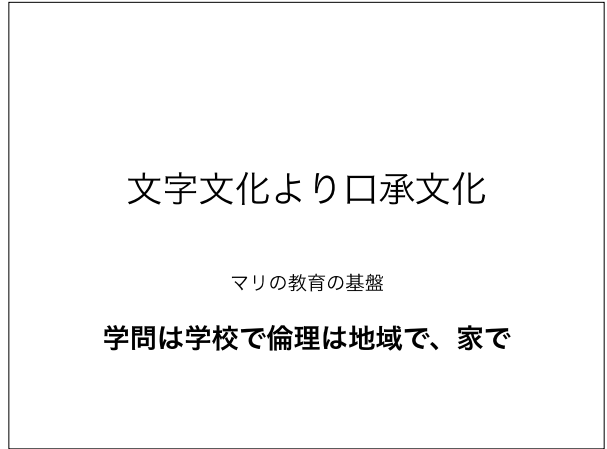 文字文化より口承文化
マリの教育の基盤
学問は学校で倫理は地域で、家で